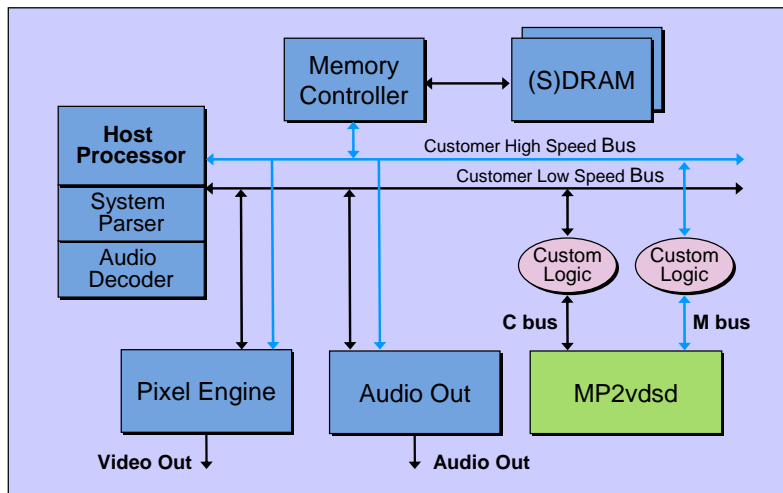 Memory
Controller
(S)DRAM
Host
Processor
System
Parser
Audio
Decoder
Customer High Speed Bus
Customer Low Speed Bus
Custom
Logic
Custom
Logic
C bus
M bus
Pixel Engine
Audio Out
MP2vdsd
Video Out
Audio Out